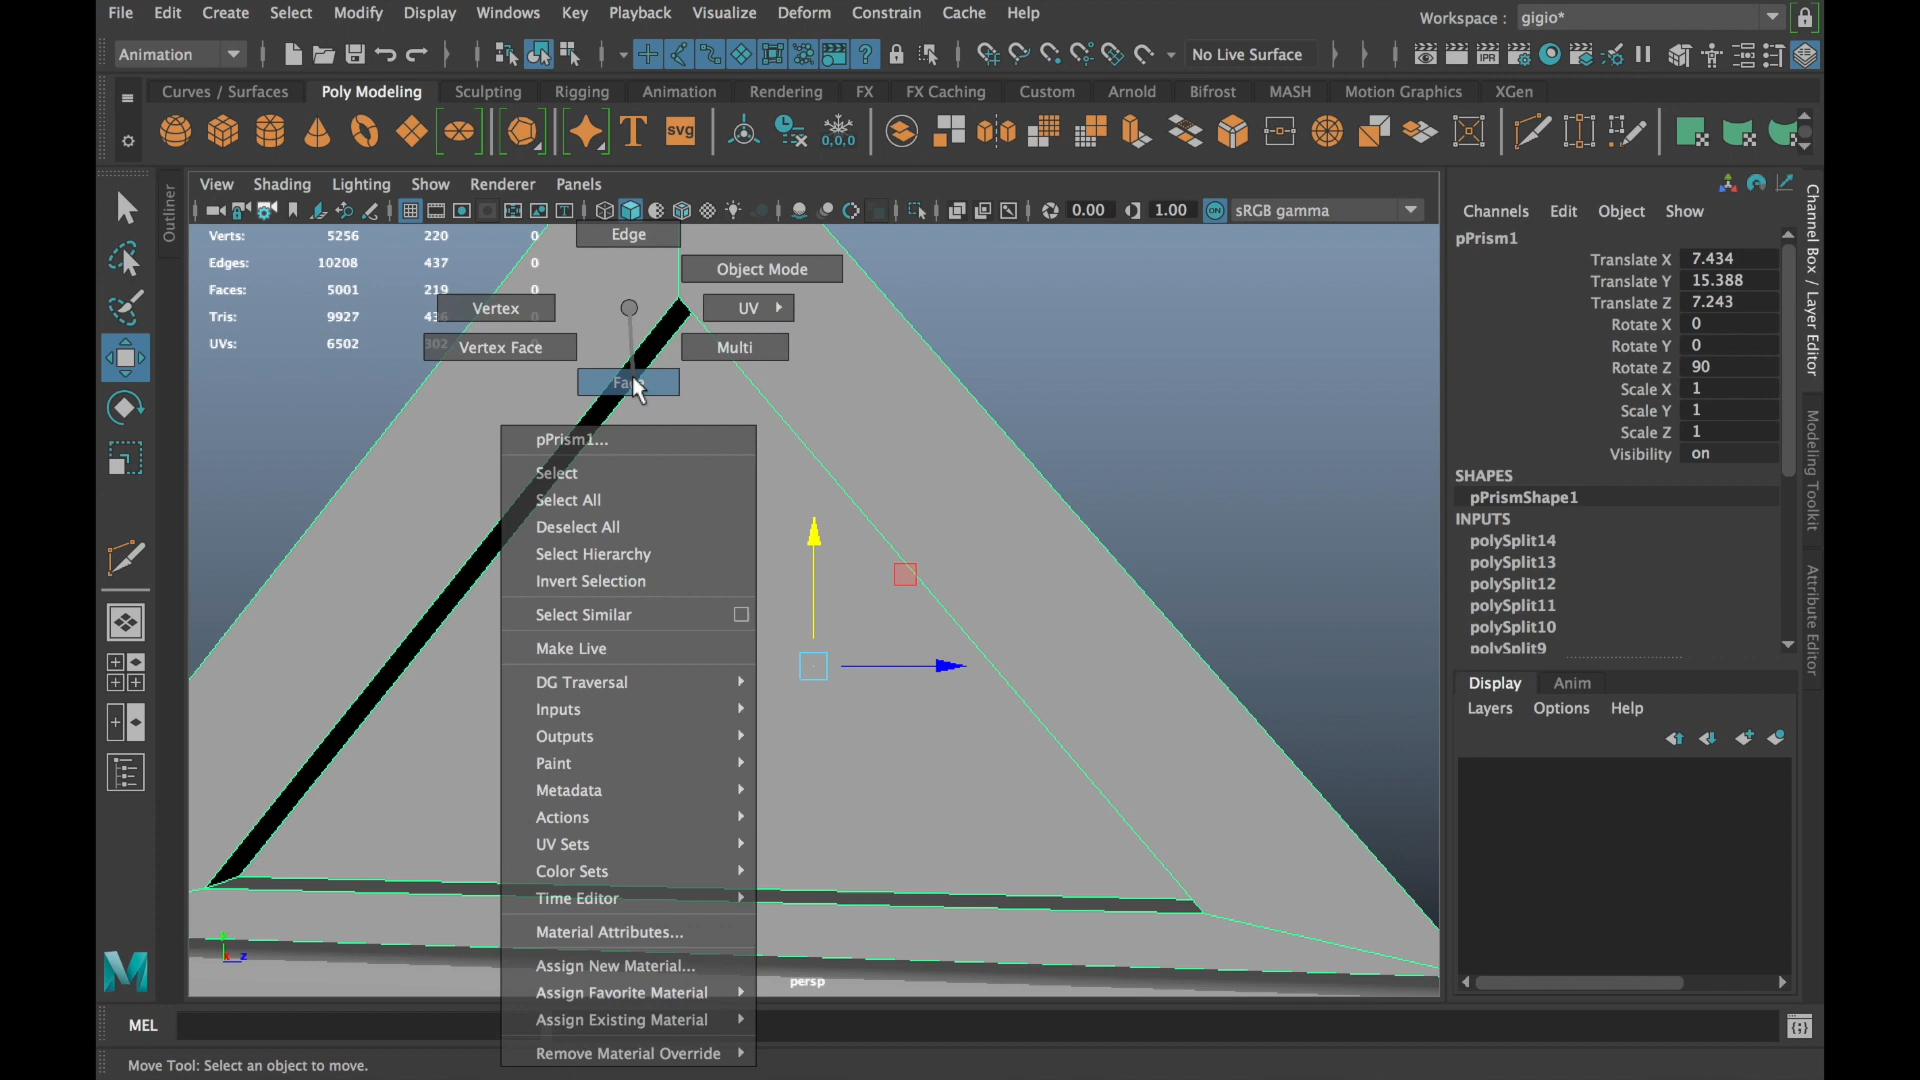 File Edit Create Select Modify Display Windows Key Playback Visualize Deform Constrain Cache Help
Workspace : gigio*
Animation
No Live Surface
IPR
Curves / Surfaces Poly Modeling Sculpting Rigging Animation Rendering FX FX Caching Custom Arnold Bifrost MASH Motion Graphics XGen
T svg 0,0,0
View Shading Lighting Show Renderer Panels
0.00 1.00 ON sRGB gamma
Outliner
Verts: 5256 220 0
Edges: 10208 437 0
Faces: 5001 219 0
Tris: 9927
UVs: 6502 302
Edge
Object Mode
Vertex
UV
Vertex Face
Multi
pPrism1...
Select
Select All
Deselect All
Select Hierarchy
Invert Selection
Select Similar
Make Live
DG Traversal
Inputs
Outputs
Paint
Metadata
Actions
UV Sets
Color Sets
Time Editor
Material Attributes...
Assign New Material...
Assign Favorite Material
Assign Existing Material
Remove Material Override
persp
z
Channels Edit Object Show
pPrism1
Translate X 7.434
Translate Y 15.388
Translate Z 7.243
Rotate X 0
Rotate Y 0
Rotate Z 90
Scale X 1
Scale Y 1
Scale Z 1
Visibility on
SHAPES
pPrismShape1
INPUTS
polySplit14
polySplit13
polySplit12
polySplit11
polySplit10
polySplit9
Display Anim
Layers Options Help
Channel Box / Layer Editor
Modeling Toolkit
Attribute Editor
MEL
Move Tool: Select an object to move.